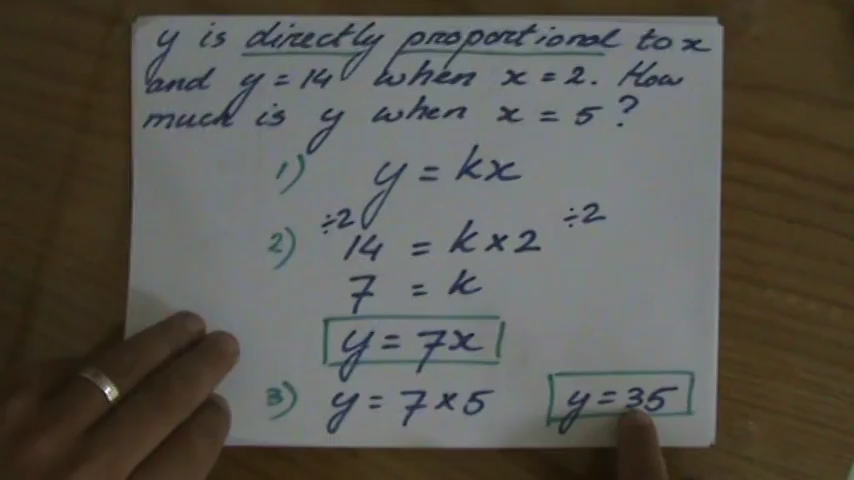 y is directly proportional to x
and y = 14 when x = 2. How
much is y when x = 5?
1) y = kx
÷2 ÷2
2) 14 = k × 2
7 = k
y = 7x
3) y = 7 × 5 y = 35